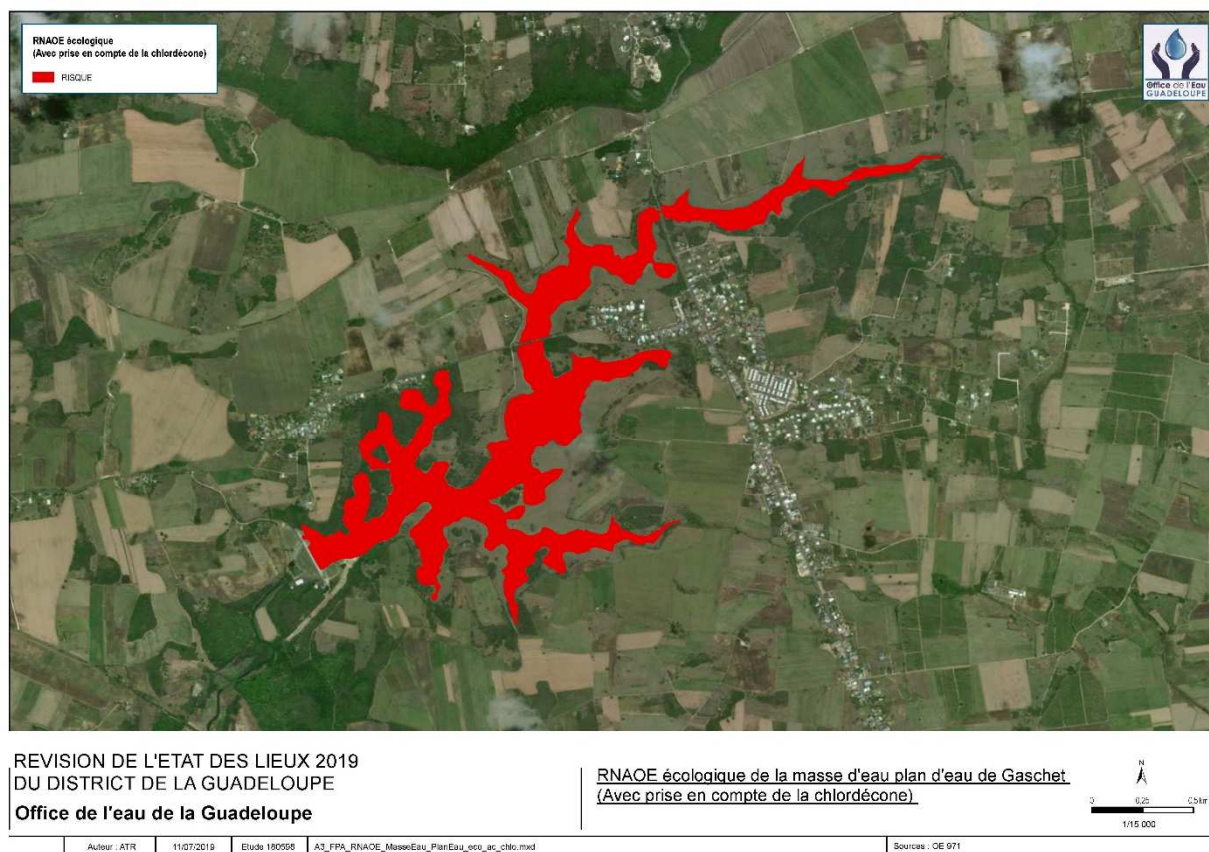 RNAOE écologique
(Avec prise en compte de la chlordécone)
RISQUE
Office de l'Eau
GUADELOUPE
REVISION DE L'ETAT DES LIEUX 2019
DU DISTRICT DE LA GUADELOUPE
Office de l'eau de la Guadeloupe
RNAOE écologique de la masse d'eau plan d'eau de Gaschet
(Avec prise en compte de la chlordécone)
N
0 0,25 0,5km
1/15 000
Auteur : ATR 11/07/2019 Etude 180598 A3_FPA_RNAOE_MasseEau_PlanEau_eco_ac_chlo.mxd Sources : OE 971